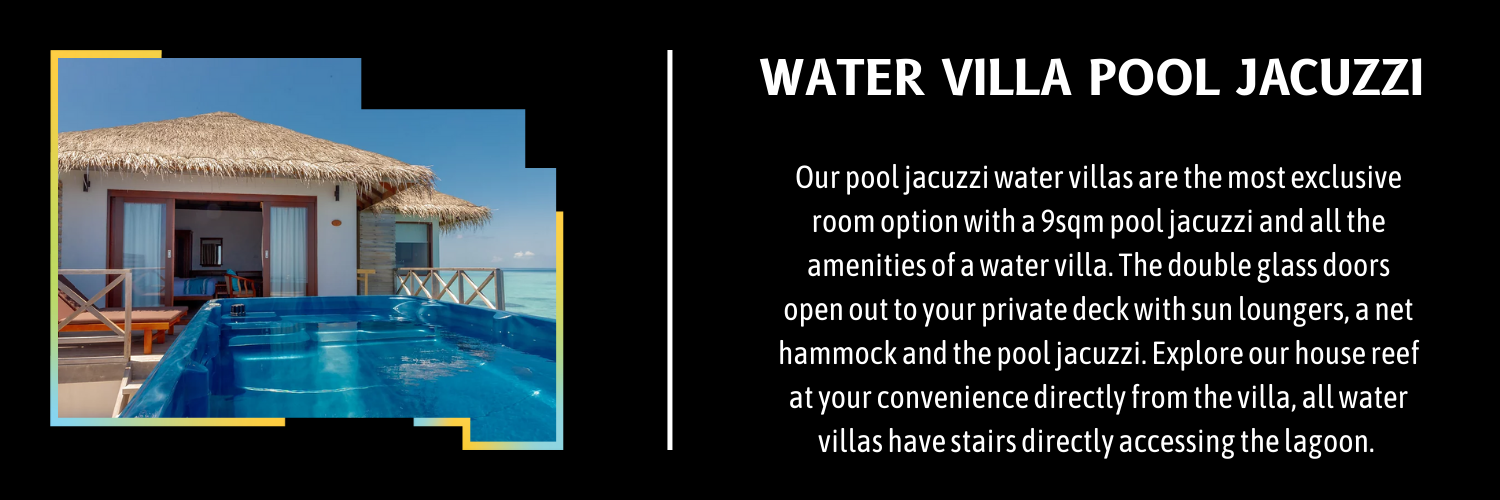 WATER VILLA POOL JACUZZI
Our pool jacuzzi water villas are the most exclusive
room option with a 9sqm pool jacuzzi and all the
amenities of a water villa. The double glass doors
open out to your private deck with sun loungers, a net
hammock and the pool jacuzzi. Explore our house reef
at your convenience directly from the villa, all water
villas have stairs directly accessing the lagoon.